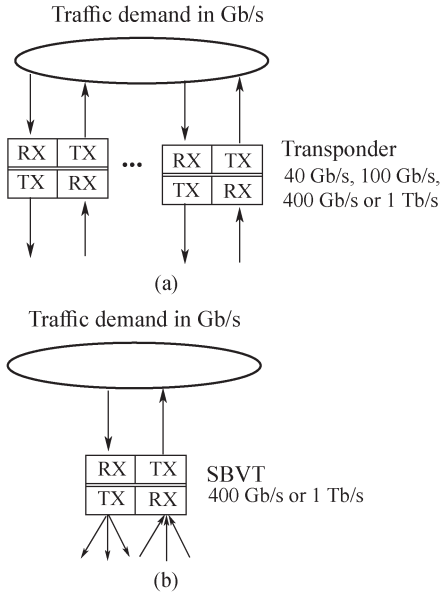 Traffic demand in Gb/s
RX TX ... RX TX
TX RX TX RX
Transponder
40 Gb/s, 100 Gb/s,
400 Gb/s or 1 Tb/s
(a)
Traffic demand in Gb/s
RX TX
TX RX
SBVT
400 Gb/s or 1 Tb/s
(b)